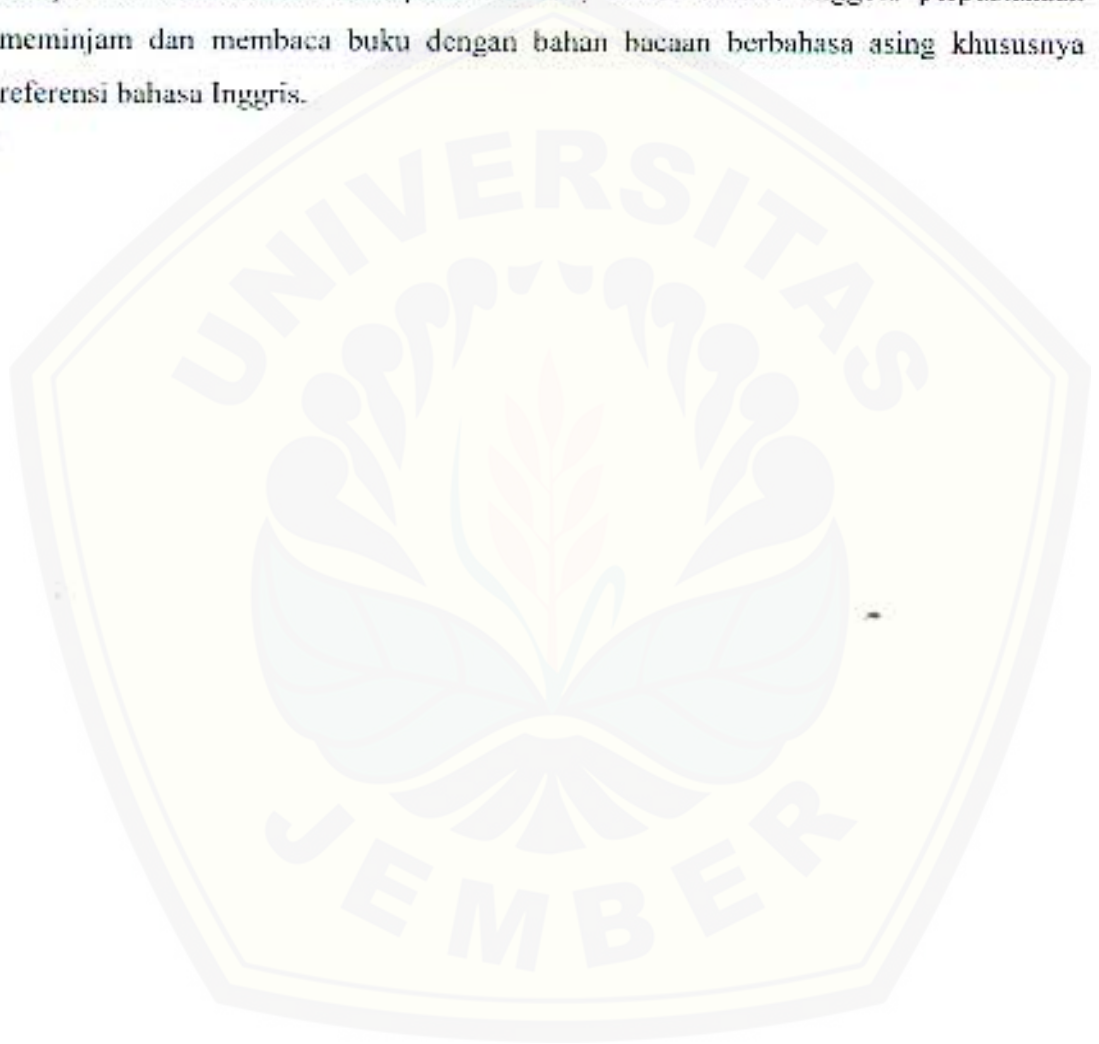 meminjam dan membaca buku dengan bahan bacaan berbahasa asing khususnya
referensi bahasa Inggris.
UNIVERSITAS
JEMBER